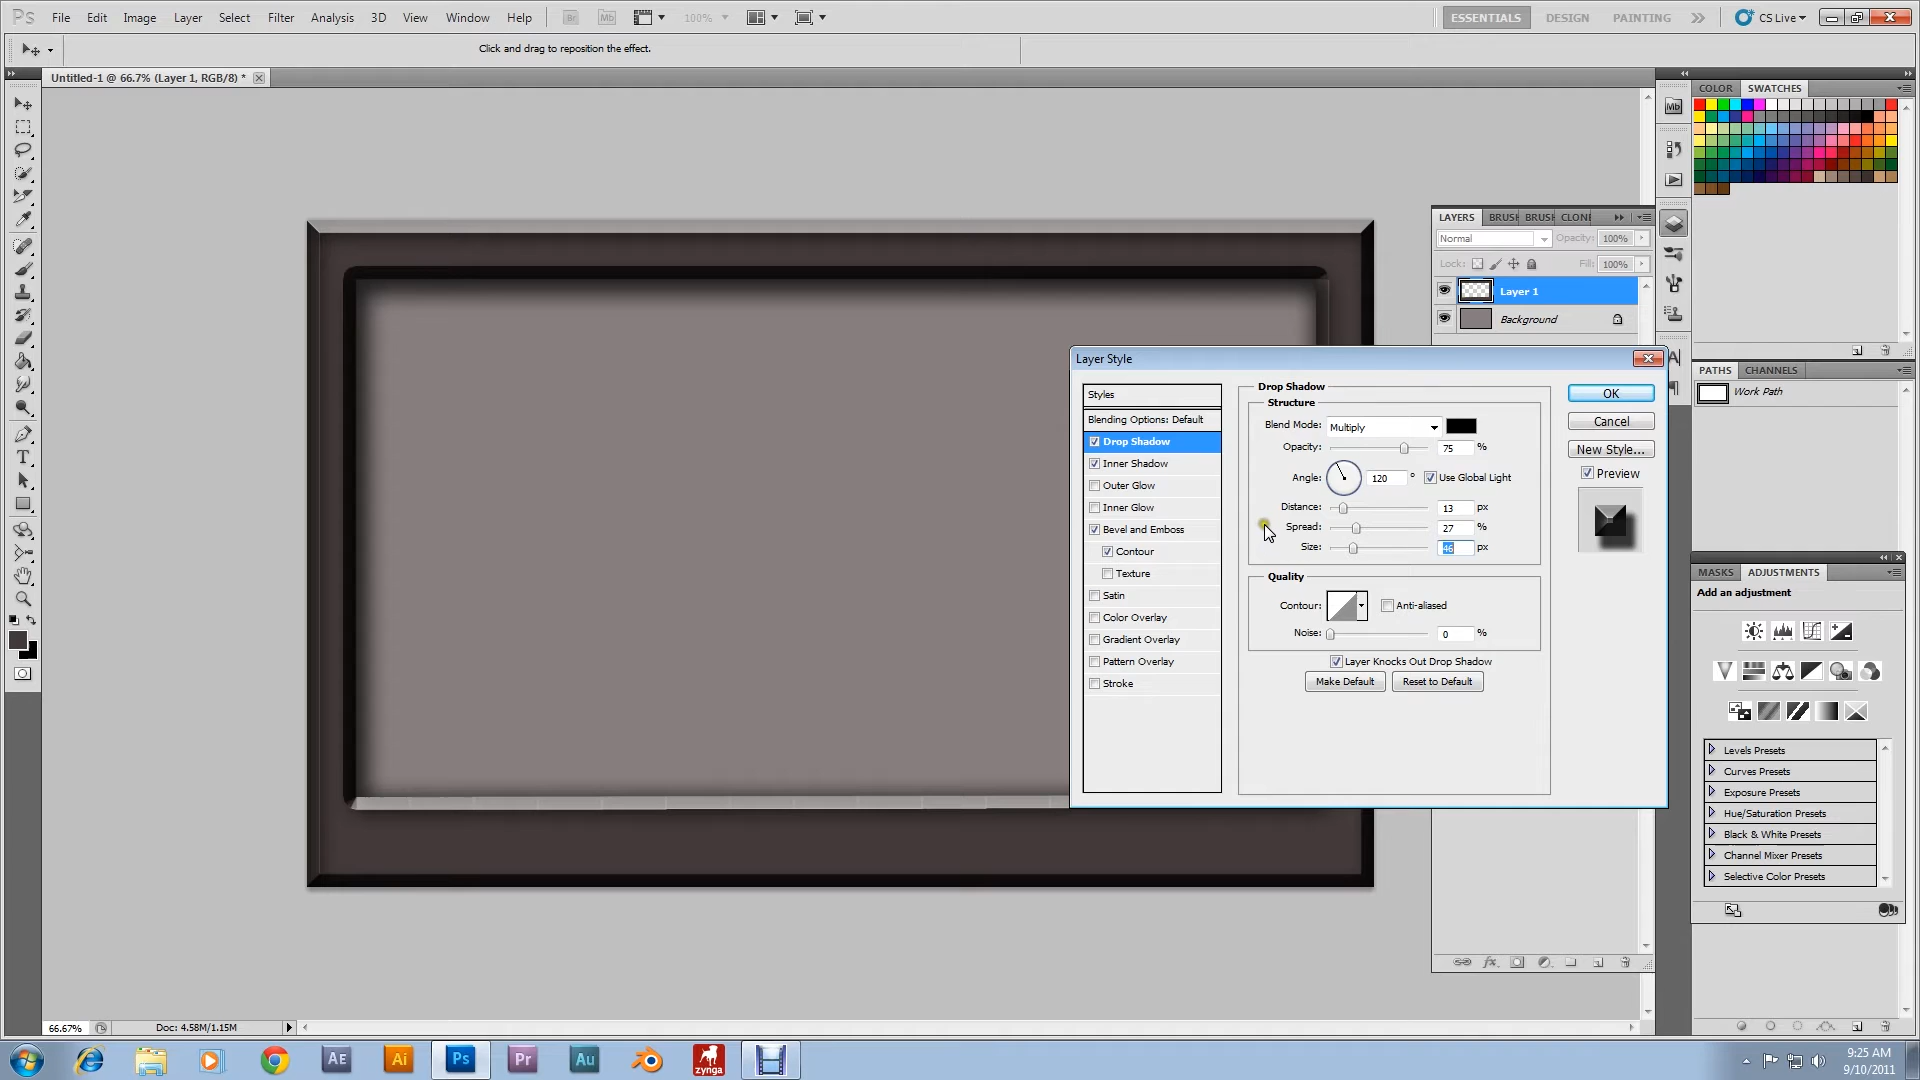 Ps File Edit Image Layer Select Filter Analysis 3D View Window Help Br Mb 100% ESSENTIALS DESIGN PAINTING CS Live
Click and drag to reposition the effect.
Untitled-1 @ 66.7% (Layer 1, RGB/8) *
COLOR SWATCHES
Mb
LAYERS BRUSH BRUSH CLONE
Normal Opacity: 100%
Lock: Fill: 100%
Layer 1
Background
Layer Style
Styles
Blending Options: Default
Drop Shadow
Inner Shadow
Outer Glow
Inner Glow
Bevel and Emboss
Contour
Texture
Satin
Color Overlay
Gradient Overlay
Pattern Overlay
Stroke
Drop Shadow
Structure
Blend Mode: Multiply
Opacity: 75 %
Angle: 120 ° Use Global Light
Distance: 13 px
Spread: 27 %
Size: 46 px
Quality
Contour: Anti-aliased
Noise: 0 %
Layer Knocks Out Drop Shadow
Make Default Reset to Default
OK
Cancel
New Style...
Preview
PATHS CHANNELS
Work Path
MASKS ADJUSTMENTS
Add an adjustment
Levels Presets
Curves Presets
Exposure Presets
Hue/Saturation Presets
Black & White Presets
Channel Mixer Presets
Selective Color Presets
66.67% Doc: 4.58M/1.15M
AE Ai Ps Pr Au zynga
9:25 AM
9/10/2011